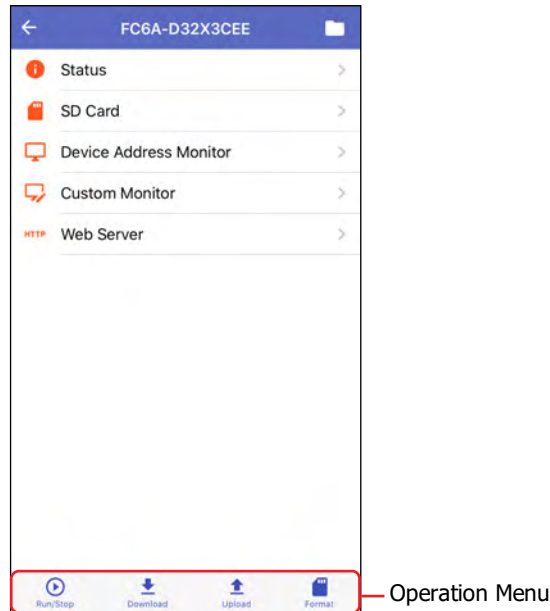 FC6A-D32X3CEE
Status
SD Card
Device Address Monitor
Custom Monitor
HTTP Web Server
Run/Stop Download Upload Format
Operation Menu